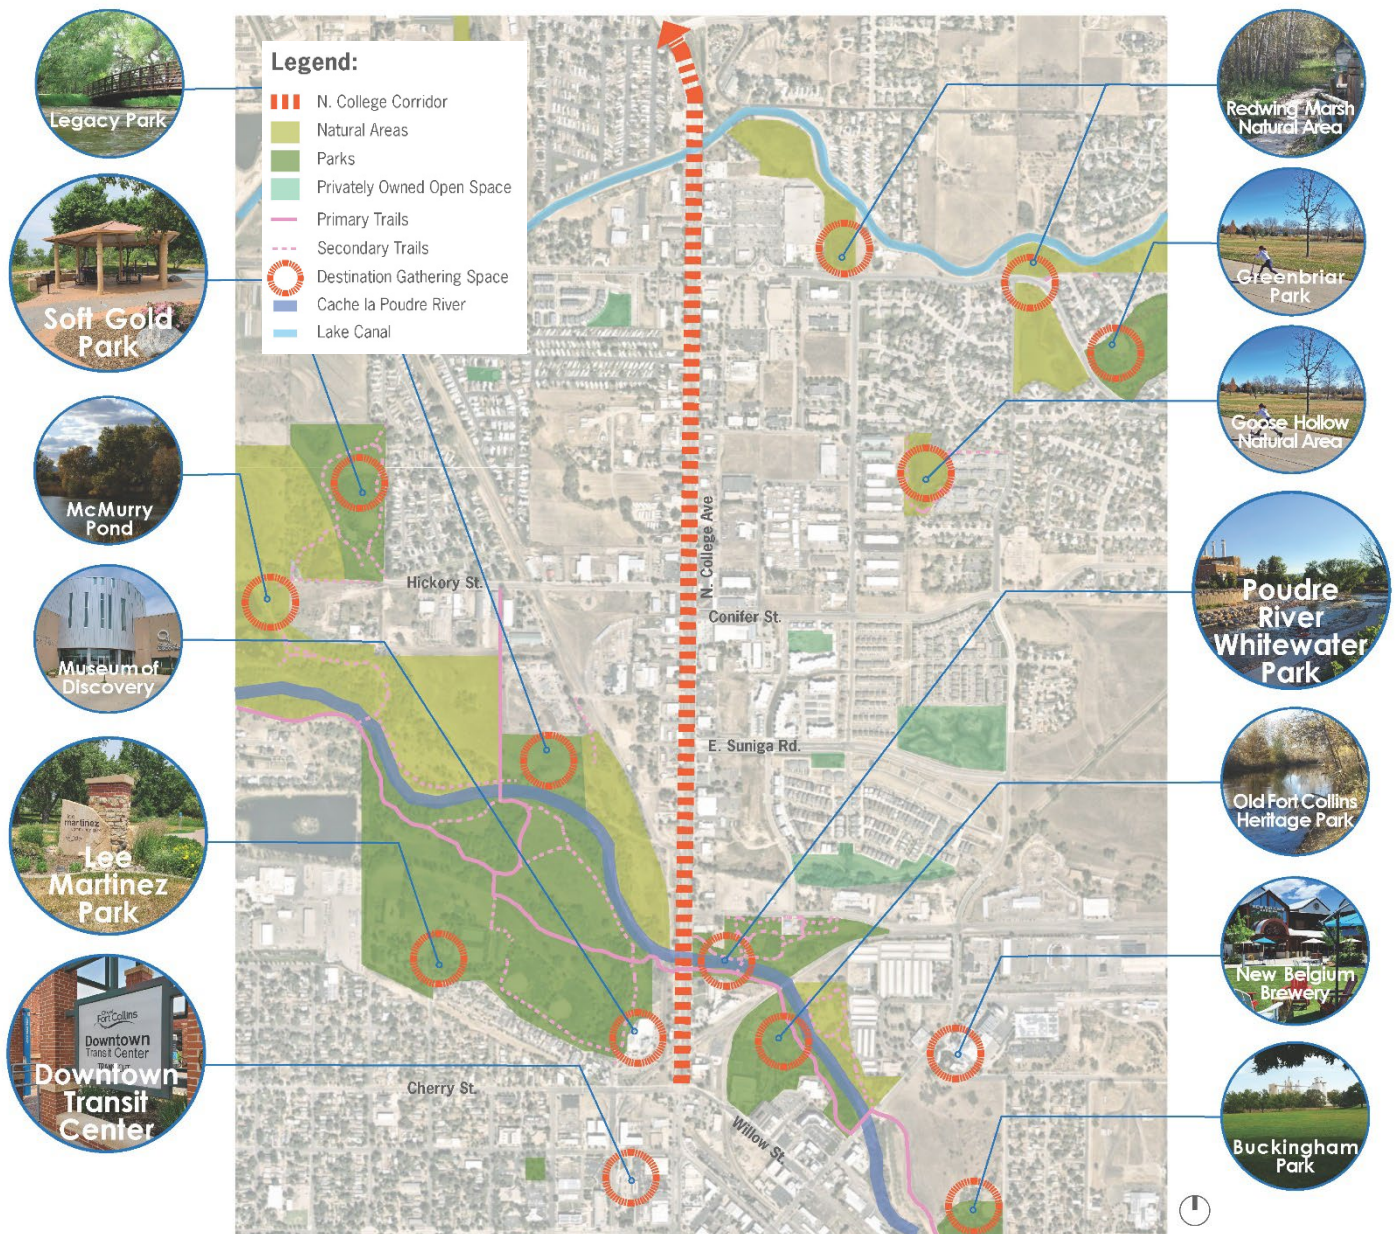 Legacy Park
Soft Gold
Park
McMurry
Pond
Museum of
Discovery
martinez
Lee
Martinez
Park
City of
Fort Collins
Downtown
Transit Center
Downtown
Transit
Center
Legend:
N. College Corridor
Natural Areas
Parks
Privately Owned Open Space
Primary Trails
Secondary Trails
Destination Gathering Space
Cache la Poudre River
Lake Canal
Hickory St.
N. College Ave
Conifer St.
E. Suniga Rd.
Cherry St.
Willow St.
Redwing Marsh
Natural Area
Greenbriar
Park
Goose Hollow
Natural Area
Poudre
River
Whitewater
Park
Old Fort Collins
Heritage Park
New Belgium
Brewery
Buckingham
Park